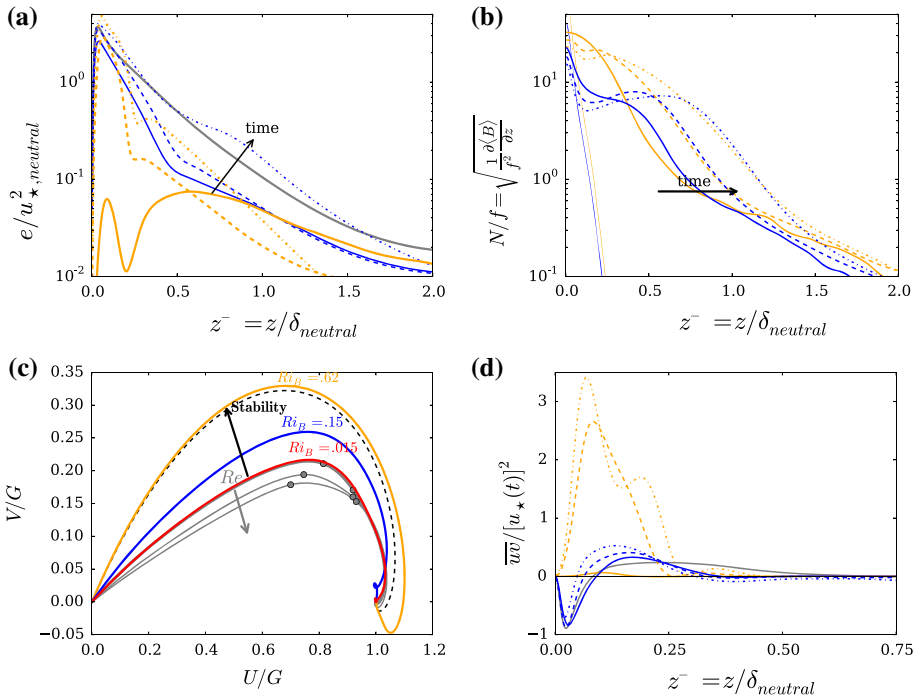 (a)
10⁰
10⁻¹
10⁻²
0.0 0.5 1.0 1.5 2.0
e/u²⋆,neutral
time
z⁻ = z/δneutral
(b)
10¹
10⁰
10⁻¹
0.0 0.5 1.0 1.5 2.0
N/f = √(1/f² ∂⟨B⟩/∂z)
time
z⁻ = z/δneutral
(c)
0.35
0.30
0.25
0.20
0.15
0.10
0.05
0.00
−0.05
0.0 0.2 0.4 0.6 0.8 1.0 1.2
V/G
U/G
Ri_B =.62
Stability
Ri_B =.15
Ri_B =.015
Re
(d)
3
2
1
0
−1
0.00 0.25 0.50 0.75
u̅v̅/[u⋆(t)]²
z⁻ = z/δneutral